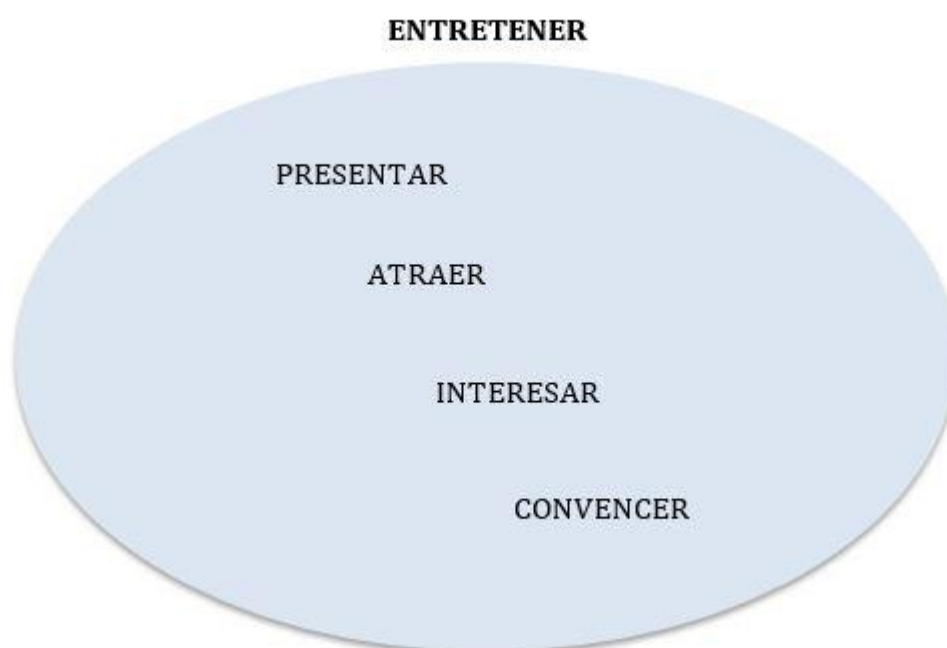 ENTRETENER
PRESENTAR
ATRAER
INTERESAR
CONVENCER